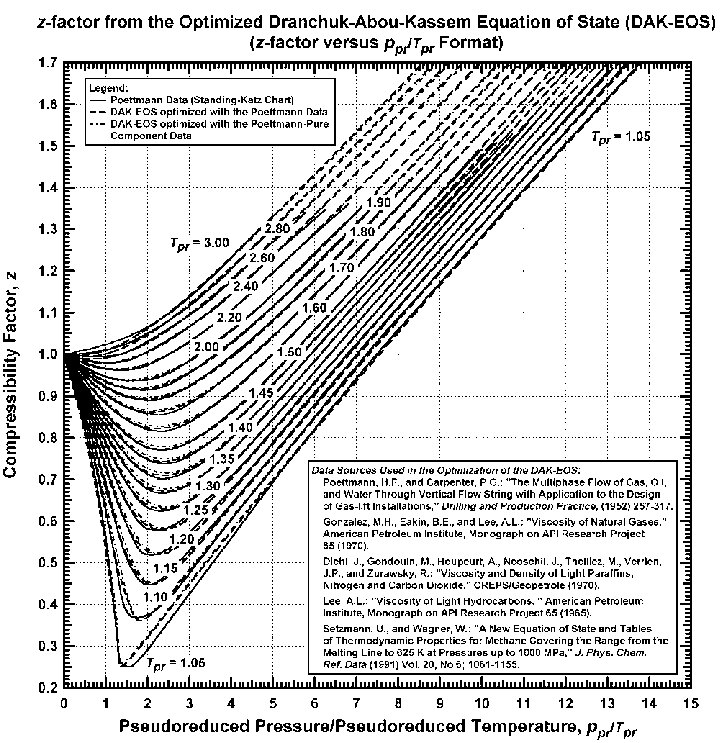 z-factor from the Optimized Dranchuk-Abou-Kassem Equation of State (DAK-EOS)
(z-factor versus ppr/Tpr Format)
Legend:
Poettmann Data (Standing-Katz Chart)
DAK-EOS optimized with the Poettmann Data
DAK-EOS optimized with the Poettmann-Pure
Component Data
1.7
1.6
1.5
1.4
1.3
1.2
1.1
1.0
0.9
0.8
0.7
0.6
0.5
0.4
0.3
0.2
Compressibility Factor, z
Tpr = 1.05
Tpr = 3.00
2.80
2.60
2.40
2.20
2.00
1.90
1.80
1.70
1.60
1.50
1.45
1.40
1.35
1.30
1.25
1.20
1.15
1.10
Tpr = 1.05
Data Sources Used in the Optimization of the DAK-EOS:
Poettmann, H.F., and Carpenter, P.G.: "The Multiphase Flow of Gas, Oil,
and Water Through Vertical Flow String with Application to the Design
of Gas-lift Installations," Drilling and Production Practice, (1952) 257-317.
Gonzalez, M.H., Eakin, B.E., and Lee, A.L.: "Viscosity of Natural Gases,"
American Petroleum Institute, Monograph on API Research Project
65 (1970).
Diehl, J., Gondouin, M., Houpeurt, A., Neoschil, J., Thelliez, M., Verrien,
J.P., and Zurawsky, R.: "Viscosity and Density of Light Paraffins,
Nitrogen and Carbon Dioxide," CREPS/Geopetrole (1970).
Lee, A.L.: "Viscosity of Light Hydrocarbons, " American Petroleum
Institute, Monograph on API Research Project 65 (1965).
Setzmann, U., and Wagner, W.: "A New Equation of State and Tables
of Thermodynamic Properties for Methane Covering the Range from the
Melting Line to 625 K at Pressures up to 1000 MPa," J. Phys. Chem.
Ref. Data (1991) Vol. 20, No 6; 1061-1155.
0 1 2 3 4 5 6 7 8 9 10 11 12 13 14 15
Pseudoreduced Pressure/Pseudoreduced Temperature, ppr/Tpr